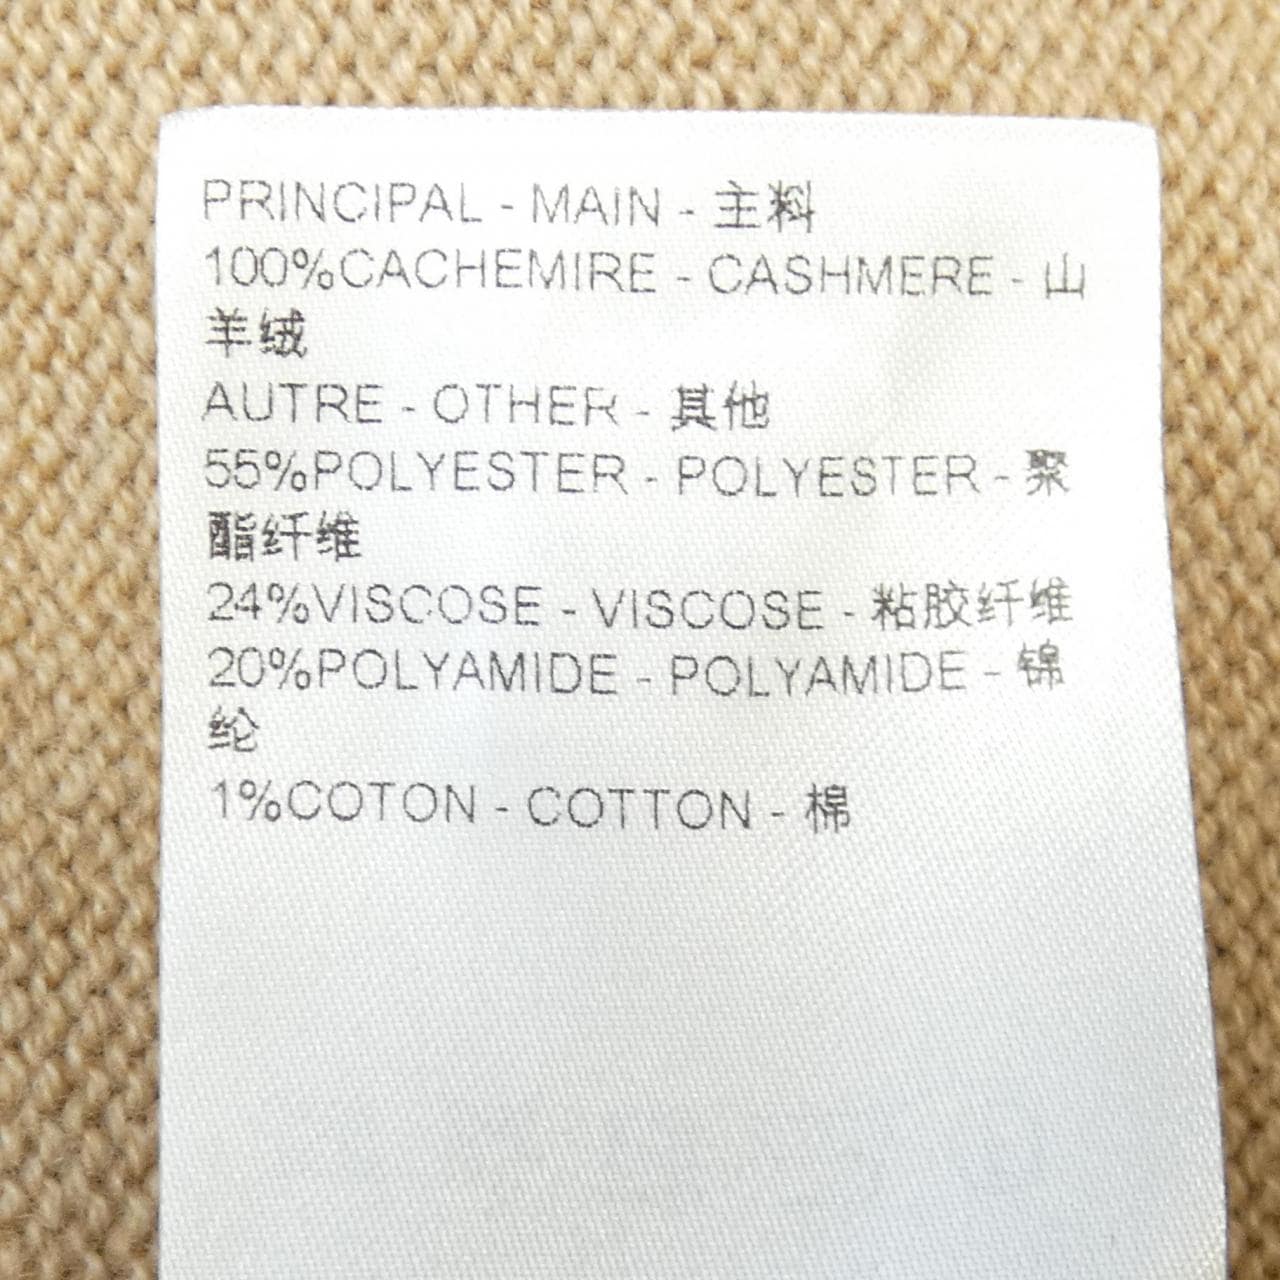 PRINCIPAL - MAIN - 主料
100%CACHEMIRE - CASHMERE - 山
羊绒
AUTRE - OTHER - 其他
55%POLYESTER - POLYESTER - 聚
酯纤维
24%VISCOSE - VISCOSE - 粘胶纤维
20%POLYAMIDE - POLYAMIDE - 锦
纶
1%COTON - COTTON - 棉